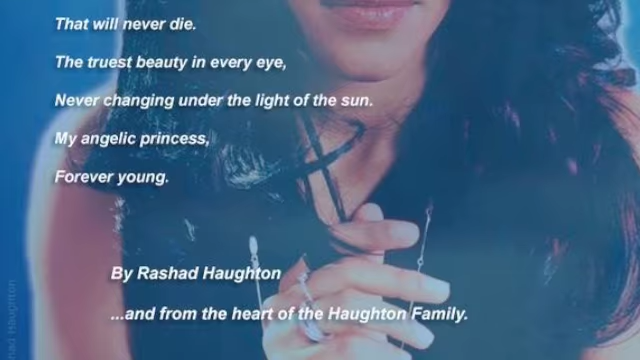 That will never die.
The truest beauty in every eye,
Never changing under the light of the sun.
My angelic princess,
Forever young.
By Rashad Haughton
...and from the heart of the Haughton Family.